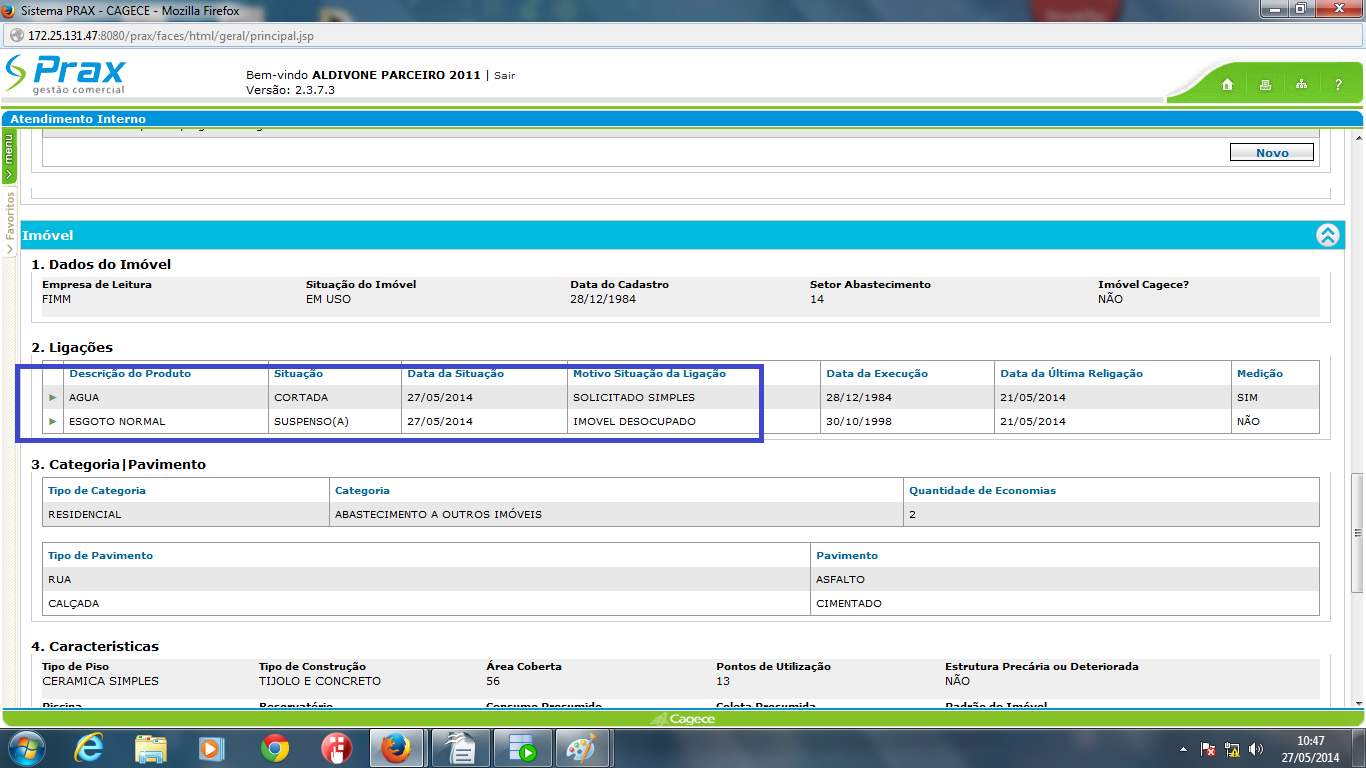 Sistema PRAX - CAGECE - Mozilla Firefox
172.25.131.47:8080/prax/faces/html/geral/principal.jsp
Prax
gestão comercial
Bem-vindo ALDIVONE PARCEIRO 2011 | Sair
Versão: 2.3.7.3
?
Atendimento Interno
menu
Favoritos
Novo
Imóvel
1. Dados do Imóvel
Empresa de Leitura Situação do Imóvel Data do Cadastro Setor Abastecimento Imóvel Cagece?
FIMM EM USO 28/12/1984 14 NÃO
2. Ligações
Descrição do Produto Situação Data da Situação Motivo Situação da Ligação Data da Execução Data da Última Religação Medição
AGUA CORTADA 27/05/2014 SOLICITADO SIMPLES 28/12/1984 21/05/2014 SIM
ESGOTO NORMAL SUSPENSO(A) 27/05/2014 IMOVEL DESOCUPADO 30/10/1998 21/05/2014 NÃO
3. Categoria|Pavimento
Tipo de Categoria Categoria Quantidade de Economias
RESIDENCIAL ABASTECIMENTO A OUTROS IMÓVEIS 2
Tipo de Pavimento Pavimento
RUA ASFALTO
CALÇADA CIMENTADO
4. Caracteristicas
Tipo de Piso Tipo de Construção Área Coberta Pontos de Utilização Estrutura Precária ou Deteriorada
CERAMICA SIMPLES TIJOLO E CONCRETO 56 13 NÃO
Piscina Reservatório Consumo Presumido Coleta Presumida Padrão do Imóvel
Cagece
10:47
27/05/2014